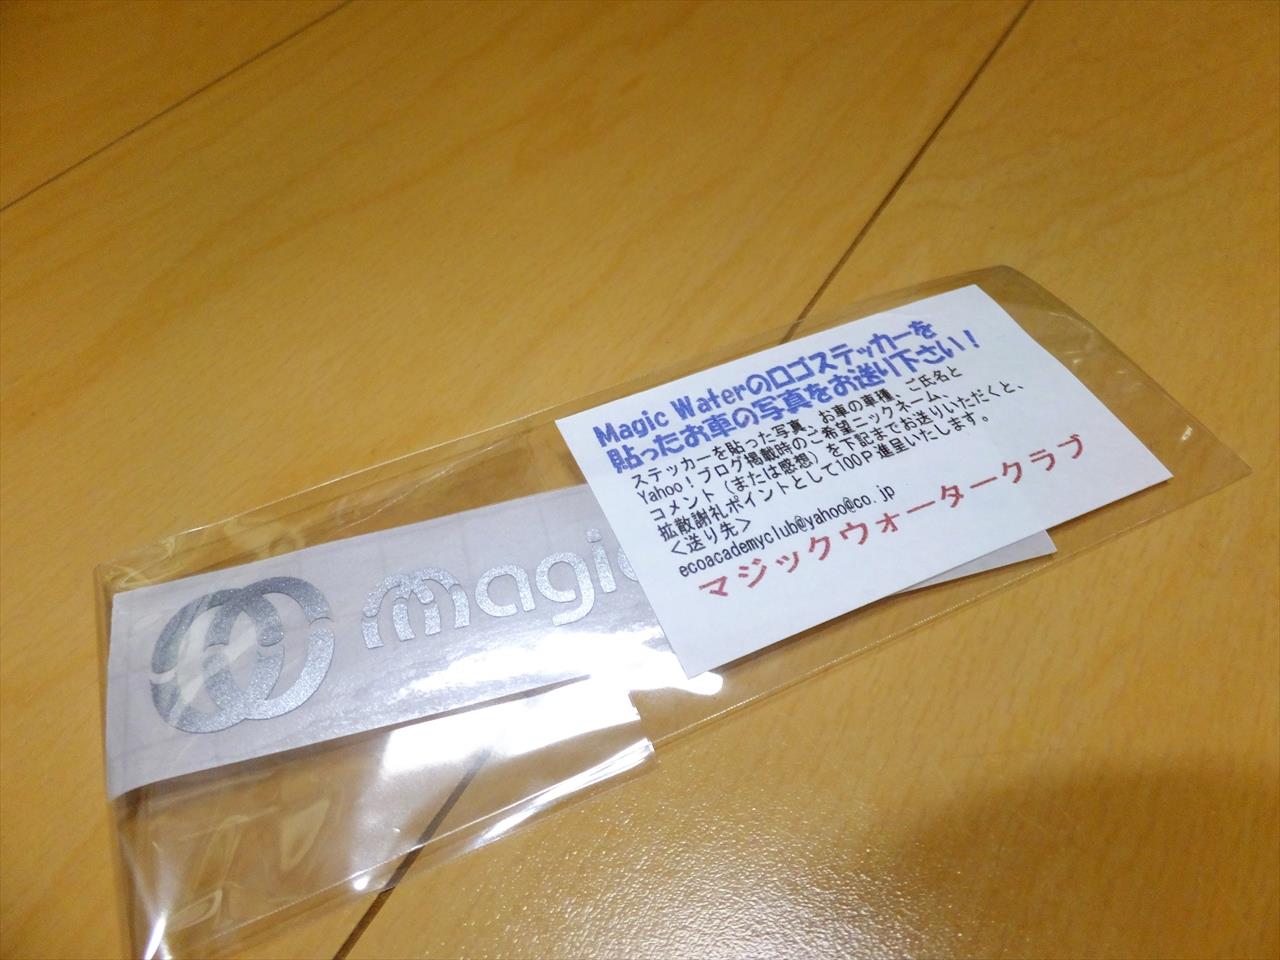 Magic Waterのロゴステッカーを
貼ったお車の写真をお送り下さい！
ステッカーを貼った写真、お車の車種、ご氏名と
Yahoo！ブログ掲載時のご希望ニックネーム、
コメント（または感想）を下記までお送りいただくと、
拡散謝礼ポイントとして100P進呈いたします。
＜送り先＞
ecoacademyclub@yahoo@co.jp
マジックウォータークラブ
magic